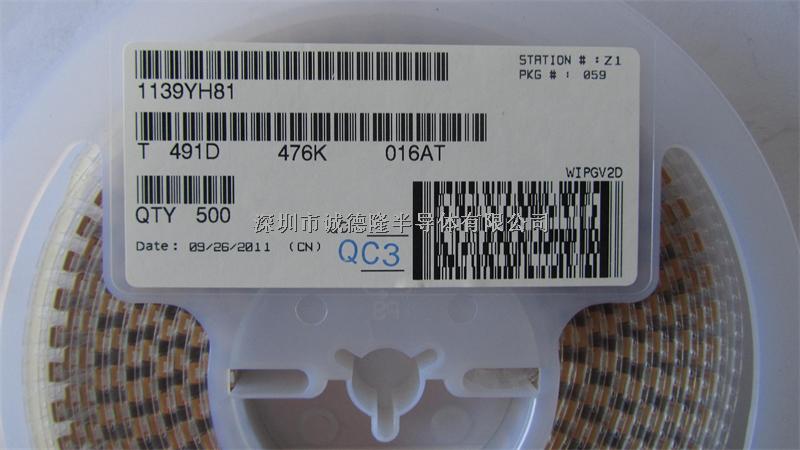 STATION # : Z1
PKG # : 059
1139YH81
T 491D 476K 016AT
WIPGV2D
QTY 500
深圳市诚德隆半导体有限公司
Date: 09/26/2011 (CN) QC3